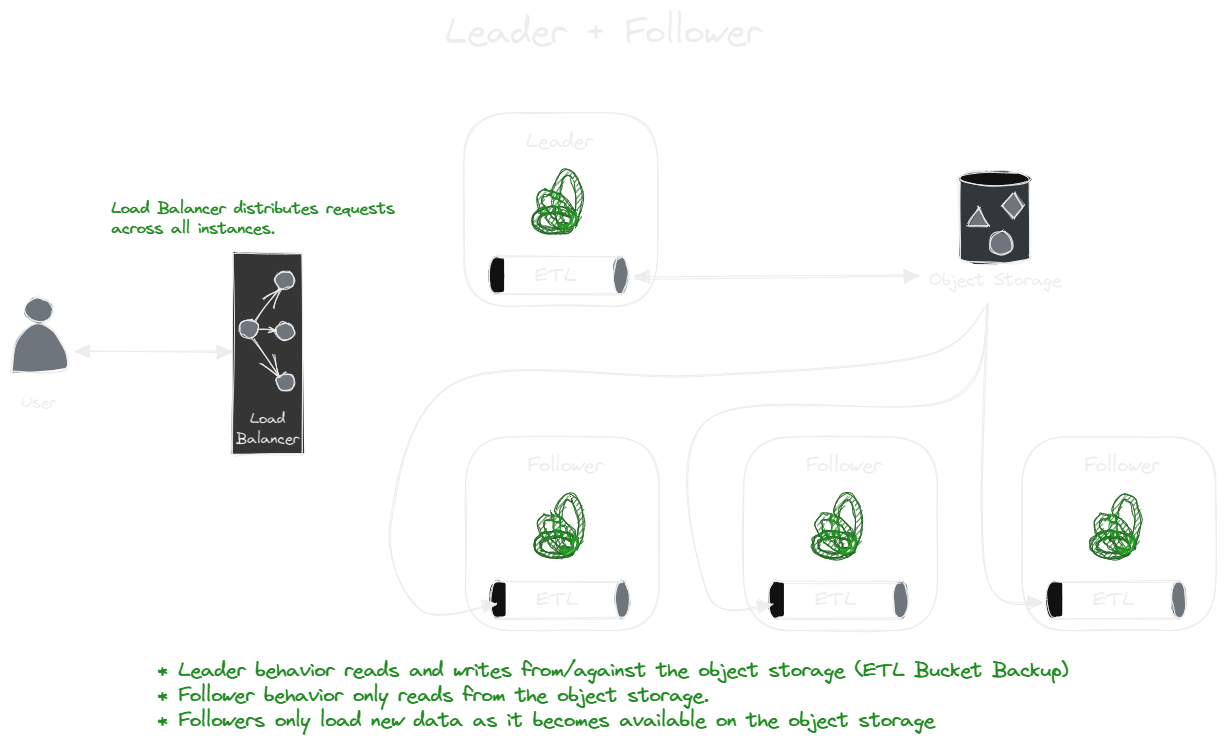 Leader + Follower
Leader
Load Balancer distributes requests
across all instances.
ETL
Object Storage
User
Load
Balancer
Follower
Follower
Follower
ETL
ETL
ETL
* Leader behavior reads and writes from/against the object storage (ETL Bucket Backup)
* Follower behavior only reads from the object storage.
* Followers only load new data as it becomes available on the object storage